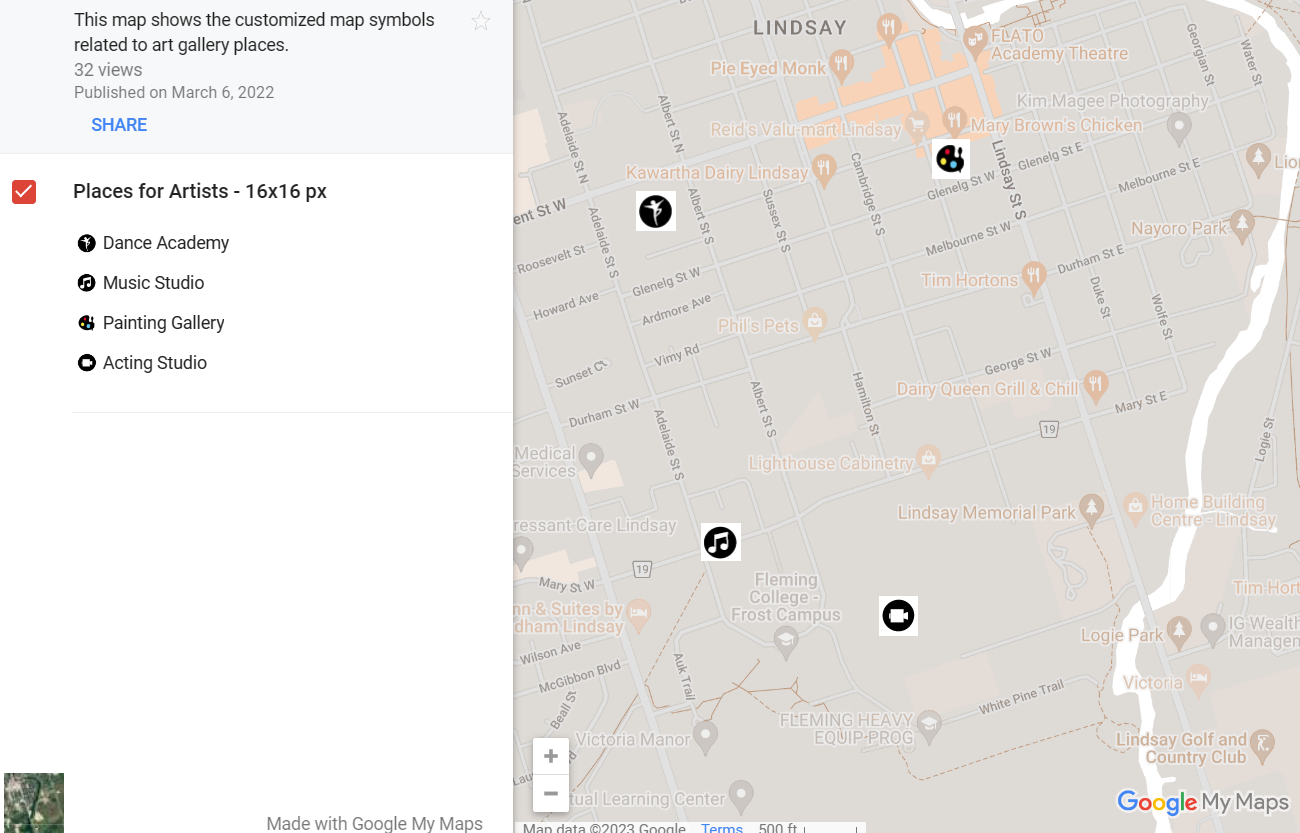 This map shows the customized map symbols
related to art gallery places.
32 views
Published on March 6, 2022
SHARE
Places for Artists - 16x16 px
Dance Academy
Music Studio
Painting Gallery
Acting Studio
Made with Google My Maps
LINDSAY
FLATO
Academy Theatre
Georgian St
Water St
Pie Eyed Monk
Kim Magee Photography
Adelaide St N
Albert St N
Reid's Valu-mart Lindsay
Mary Brown's Chicken
Kawartha Dairy Lindsay
Cambridge St S
Lindsay St S
Glenelg St E
Glenelg St E
Melbourne St E
Lion
ent St W
Albert St S
Sussex St S
Adelaide St S
Melbourne St W
Nayoro Park
Roosevelt St
Glenelg St W
Durham St E
Tim Hortons
Howard Ave
Ardmore Ave
Duke St
Wolfe St
Phil's Pets
Vimy Rd
George St W
Sunset Ct
Albert St S
Hamilton St
Dairy Queen Grill & Chill
Mary St E
Durham St W
Adelaide St S
19
Logie St
Medical
Services
Lighthouse Cabinetry
Lindsay Memorial Park
Home Building
Centre - Lindsay
ressant Care Lindsay
19
Mary St W
Fleming
College -
Frost Campus
Tim-Hort
nn & Suites by
dham Lindsay
Logie Park
IG Wealth
Managem
Wilson Ave
McGibbon Blvd
Auk Trail
Victoria
White Pine Trail
Beall St
FLEMING HEAVY
EQUIP PROG
Victoria Manor
Lindsay Golf and
Country Club
tual Learning Center
Google My Maps
Map data ©2023 Google
Terms
500 ft